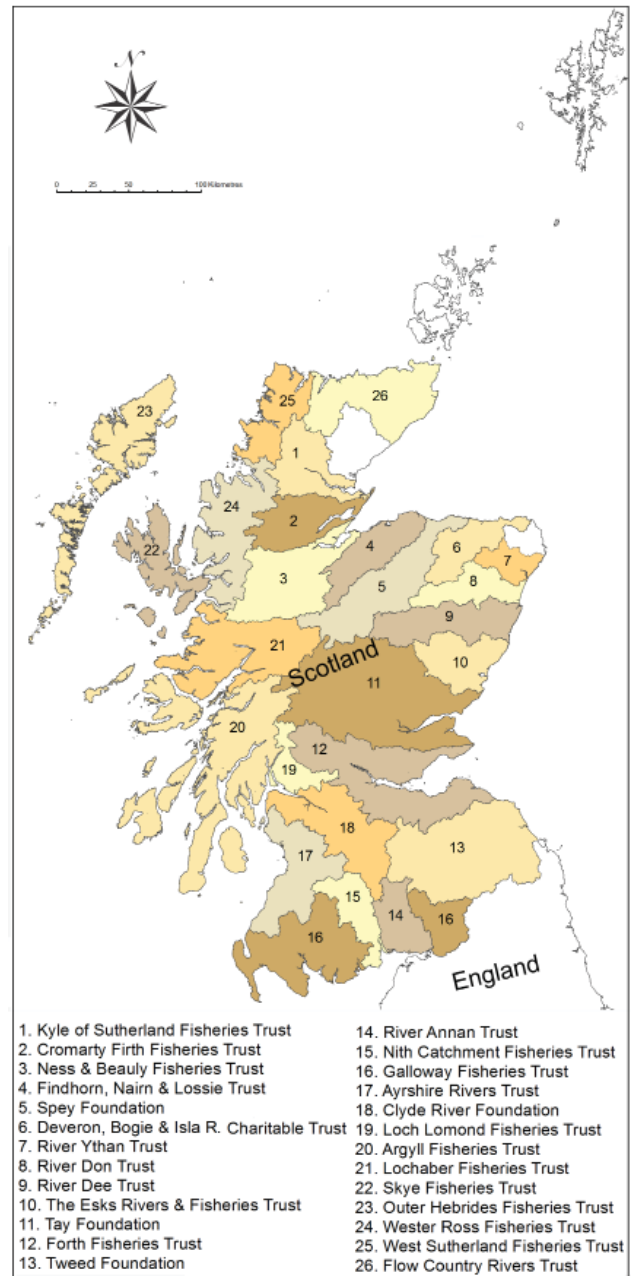 N
0 25 50 100 Kilometres
23
25
26
1
24
2
22
4
6
7
3
5
8
9
21
Scotland
10
11
20
12
19
18
13
17
15
14
16
16
England
1. Kyle of Sutherland Fisheries Trust
2. Cromarty Firth Fisheries Trust
3. Ness & Beauly Fisheries Trust
4. Findhorn, Nairn & Lossie Trust
5. Spey Foundation
6. Deveron, Bogie & Isla R. Charitable Trust
7. River Ythan Trust
8. River Don Trust
9. River Dee Trust
10. The Esks Rivers & Fisheries Trust
11. Tay Foundation
12. Forth Fisheries Trust
13. Tweed Foundation
14. River Annan Trust
15. Nith Catchment Fisheries Trust
16. Galloway Fisheries Trust
17. Ayrshire Rivers Trust
18. Clyde River Foundation
19. Loch Lomond Fisheries Trust
20. Argyll Fisheries Trust
21. Lochaber Fisheries Trust
22. Skye Fisheries Trust
23. Outer Hebrides Fisheries Trust
24. Wester Ross Fisheries Trust
25. West Sutherland Fisheries Trust
26. Flow Country Rivers Trust